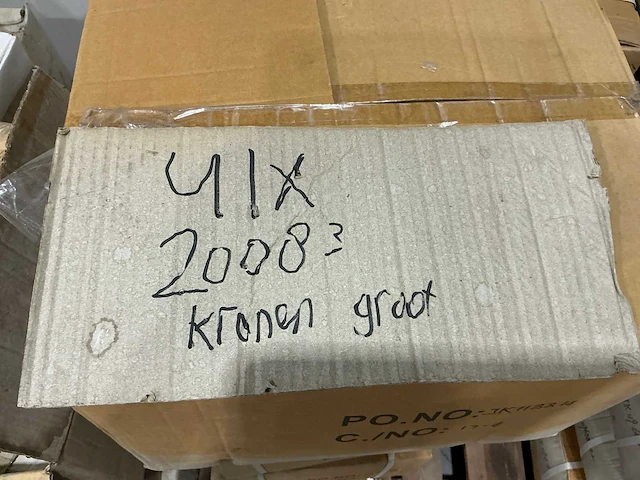 41X
20083
kronen groot
PO.NO:
C./NO: